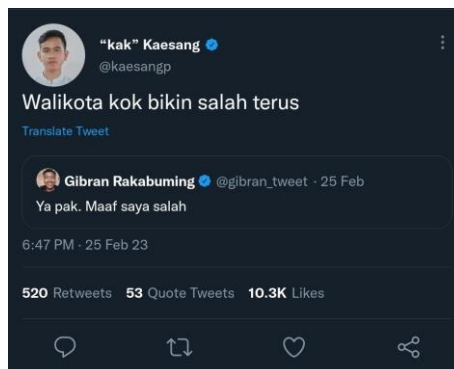 “kak” Kaesang
@kaesangp
Walikota kok bikin salah terus
Translate Tweet
Gibran Rakabuming @gibran_tweet · 25 Feb
Ya pak. Maaf saya salah
6:47 PM · 25 Feb 23
520 Retweets 53 Quote Tweets 10.3K Likes